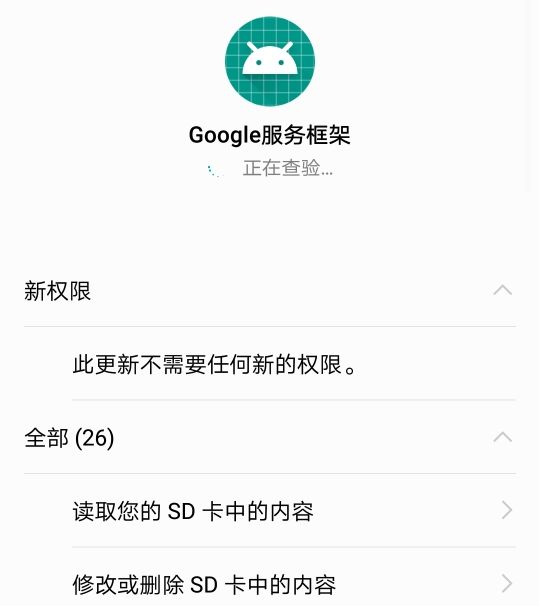 Google服务框架
正在查验...
新权限
此更新不需要任何新的权限。
全部 (26)
读取您的 SD 卡中的内容
修改或删除 SD 卡中的内容